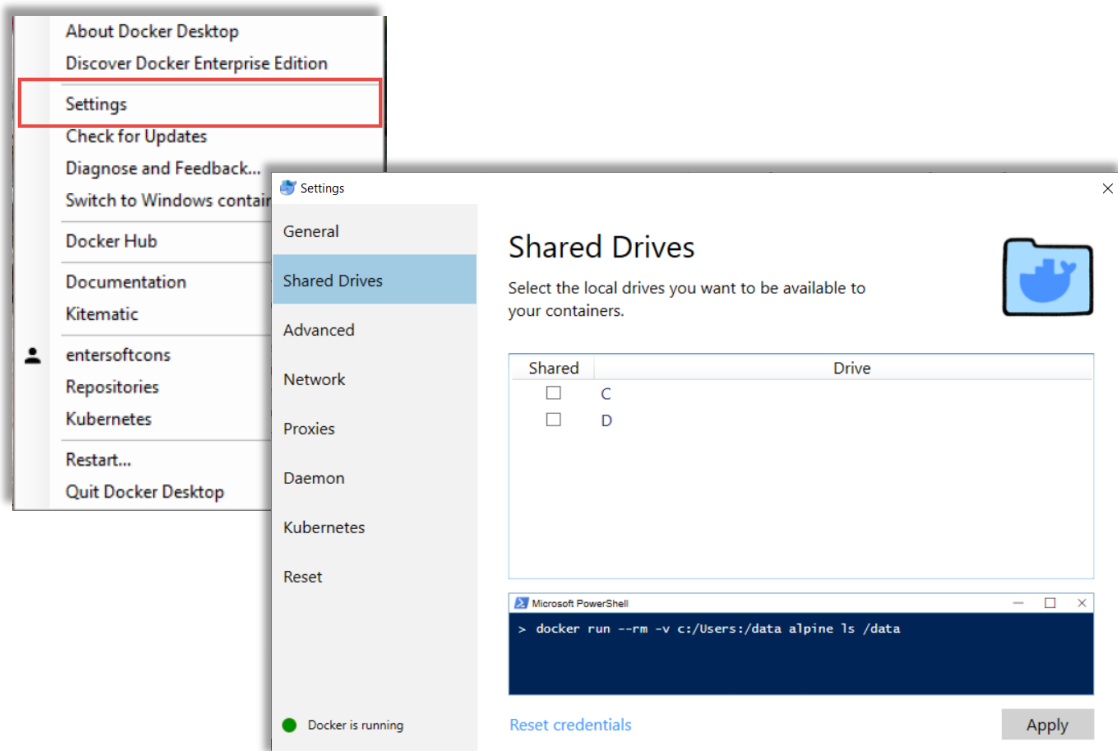 About Docker Desktop
Discover Docker Enterprise Edition
Settings
Check for Updates
Diagnose and Feedback...
Switch to Windows contain
Docker Hub
Documentation
Kitematic
entersoftcons
Repositories
Kubernetes
Restart...
Quit Docker Desktop
Settings
General
Shared Drives
Advanced
Network
Proxies
Daemon
Kubernetes
Reset
Docker is running
Shared Drives
Select the local drives you want to be available to
your containers.
Shared Drive
C
D
Microsoft PowerShell
> docker run --rm -v c:/Users:/data alpine ls /data
Reset credentials
Apply